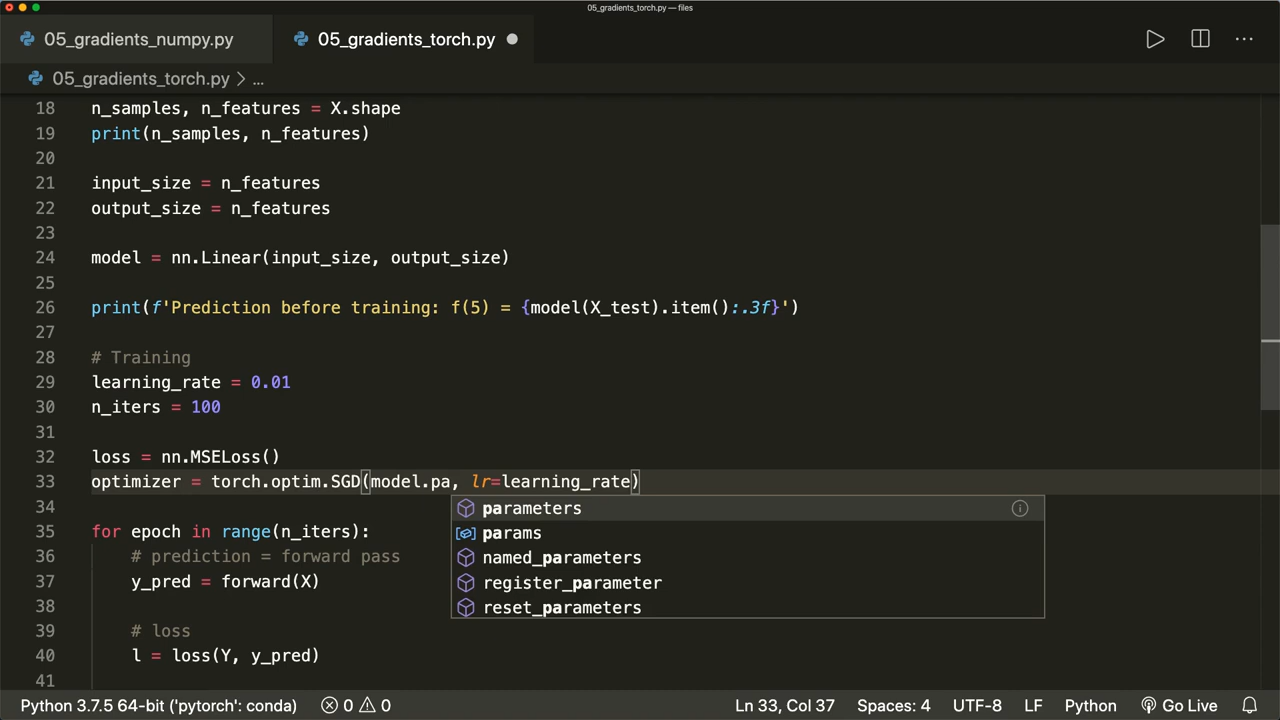 05_gradients_torch.py — files
05_gradients_numpy.py
05_gradients_torch.py
05_gradients_torch.py > ...
18 n_samples, n_features = X.shape
19 print(n_samples, n_features)
20
21 input_size = n_features
22 output_size = n_features
23
24 model = nn.Linear(input_size, output_size)
25
26 print(f'Prediction before training: f(5) = {model(X_test).item():.3f}')
27
28 # Training
29 learning_rate = 0.01
30 n_iters = 100
31
32 loss = nn.MSELoss()
33 optimizer = torch.optim.SGD(model.pa, lr=learning_rate)
parameters
params
named_parameters
register_parameter
reset_parameters
34
35 for epoch in range(n_iters):
36 # prediction = forward pass
37 y_pred = forward(X)
38
39 # loss
40 l = loss(Y, y_pred)
41
Python 3.7.5 64-bit ('pytorch': conda) 0 0 Ln 33, Col 37 Spaces: 4 UTF-8 LF Python Go Live